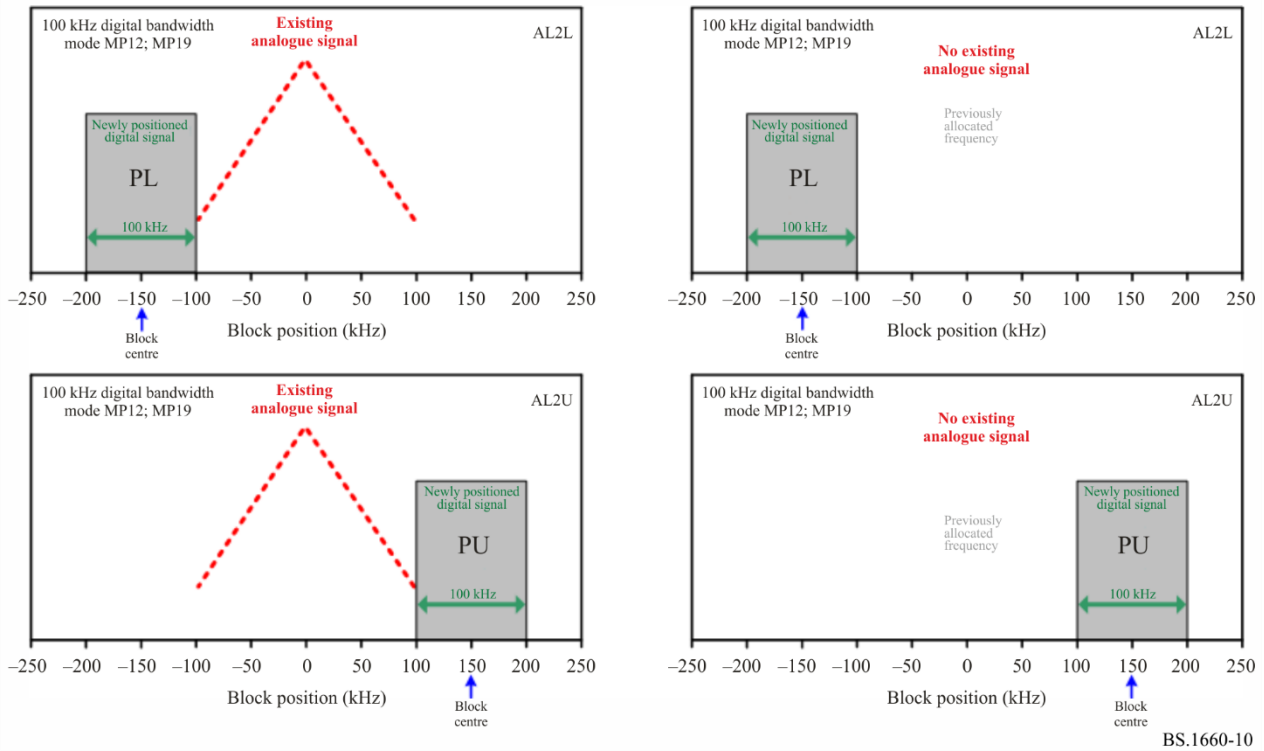 100 kHz digital bandwidth
mode MP12; MP19
Existing
analogue signal
AL2L
Newly positioned
digital signal
PL
100 kHz
–250 –200 –150 –100 –50 0 50 100 150 200 250
Block position (kHz)
Block
centre
100 kHz digital bandwidth
mode MP12; MP19
No existing
analogue signal
AL2L
Previously
allocated
frequency
Newly positioned
digital signal
PL
100 kHz
–250 –200 –150 –100 –50 0 50 100 150 200 250
Block position (kHz)
Block
centre
100 kHz digital bandwidth
mode MP12; MP19
Existing
analogue signal
AL2U
Newly positioned
digital signal
PU
100 kHz
–250 –200 –150 –100 –50 0 50 100 150 200 250
Block position (kHz)
Block
centre
100 kHz digital bandwidth
mode MP12; MP19
No existing
analogue signal
AL2U
Previously
allocated
frequency
Newly positioned
digital signal
PU
100 kHz
–250 –200 –150 –100 –50 0 50 100 150 200 250
Block position (kHz)
Block
centre
BS.1660-10